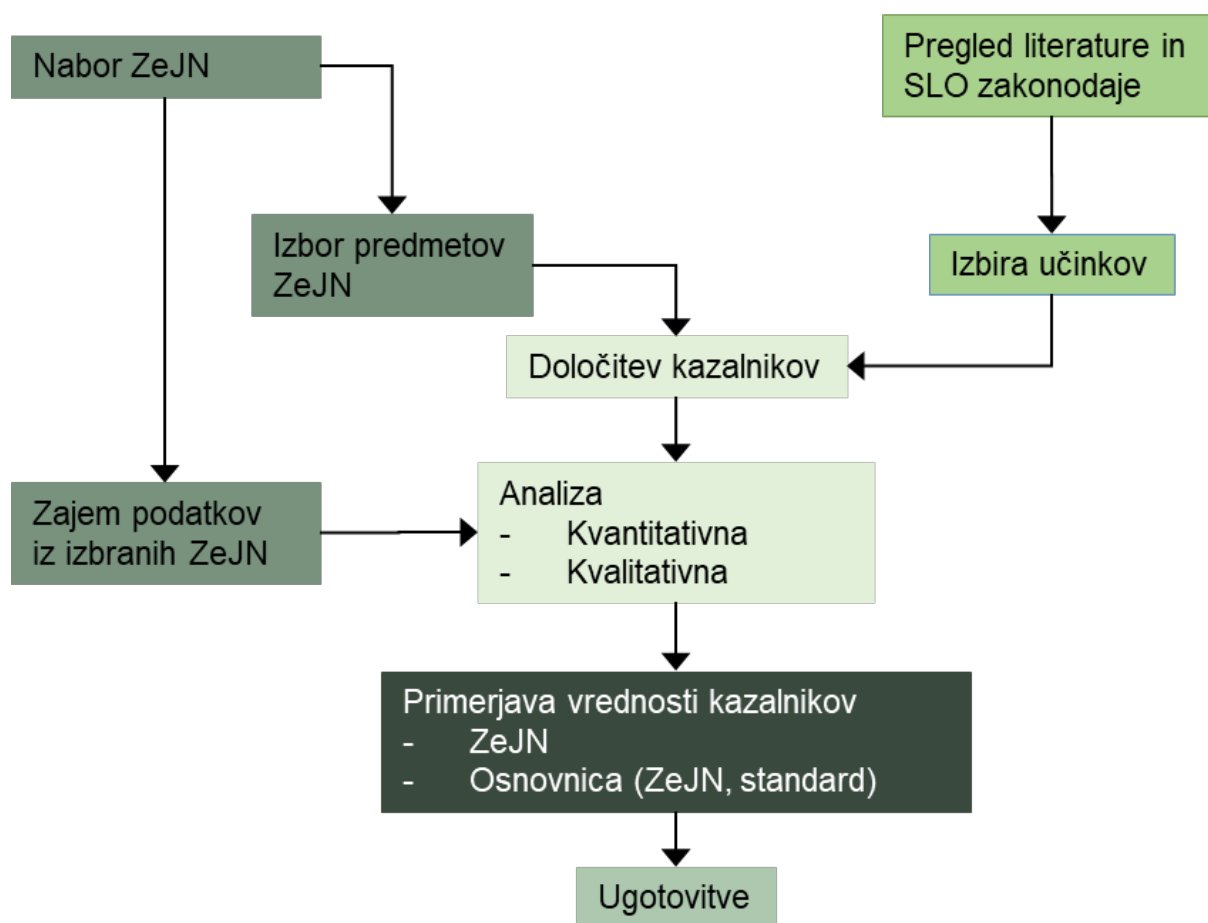 Nabor ZeJN
Pregled literature in
SLO zakonodaje
Izbor predmetov
ZeJN
Izbira učinkov
Določitev kazalnikov
Zajem podatkov
iz izbranih ZeJN
Analiza
- Kvantitativna
- Kvalitativna
Primerjava vrednosti kazalnikov
- ZeJN
- Osnovnica (ZeJN, standard)
Ugotovitve